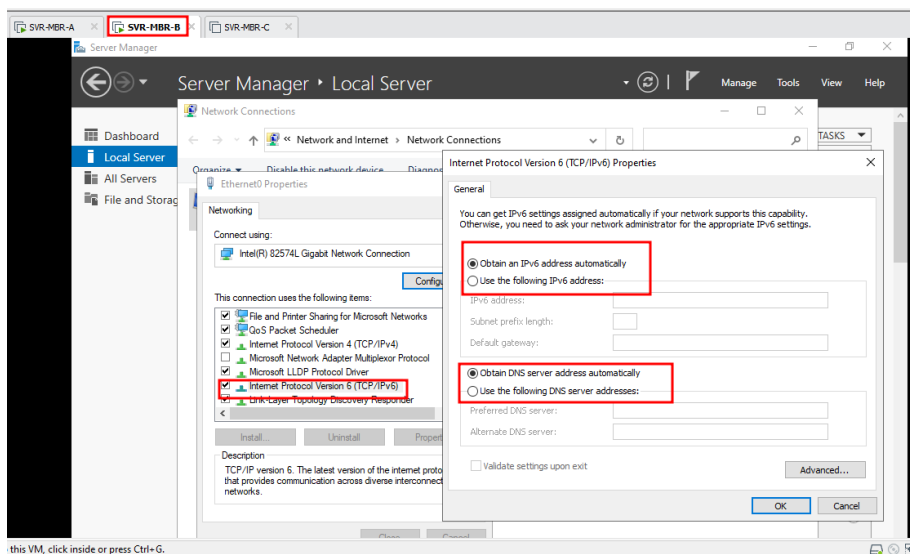 SVR-MBR-A
SVR-MBR-B
SVR-MBR-C
Server Manager
Server Manager
Local Server
Manage
Tools
View
Help
Network Connections
Dashboard
Local Server
All Servers
File and Storag
« Network and Internet > Network Connections
TASKS
Organize
Disable this network device
Diagnos
Ethernet0 Properties
Networking
Connect using:
Intel(R) 82574L Gigabit Network Connection
Configu
This connection uses the following items:
File and Printer Sharing for Microsoft Networks
QoS Packet Scheduler
Internet Protocol Version 4 (TCP/IPv4)
Microsoft Network Adapter Multiplexor Protocol
Microsoft LLDP Protocol Driver
Internet Protocol Version 6 (TCP/IPv6)
Link-Layer Topology Discovery Responder
Install...
Uninstall
Propert
Description
TCP/IP version 6. The latest version of the internet proto
that provides communication across diverse interconnect
networks.
Close
Cancel
Internet Protocol Version 6 (TCP/IPv6) Properties
General
You can get IPv6 settings assigned automatically if your network supports this capability.
Otherwise, you need to ask your network administrator for the appropriate IPv6 settings.
Obtain an IPv6 address automatically
Use the following IPv6 address:
IPv6 address:
Subnet prefix length:
Default gateway:
Obtain DNS server address automatically
Use the following DNS server addresses:
Preferred DNS server:
Alternate DNS server:
Validate settings upon exit
Advanced...
OK
Cancel
this VM, click inside or press Ctrl+G.